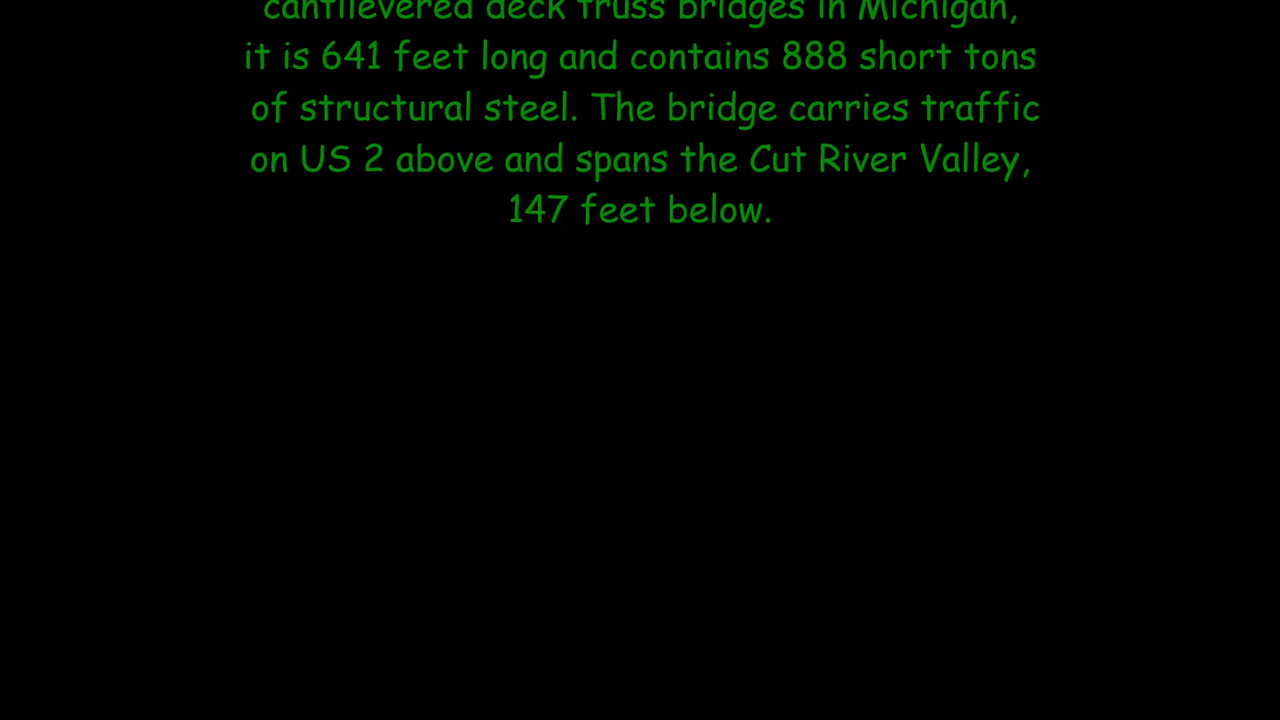 cantilevered deck truss bridges in Michigan,
it is 641 feet long and contains 888 short tons
of structural steel. The bridge carries traffic
on US 2 above and spans the Cut River Valley,
147 feet below.